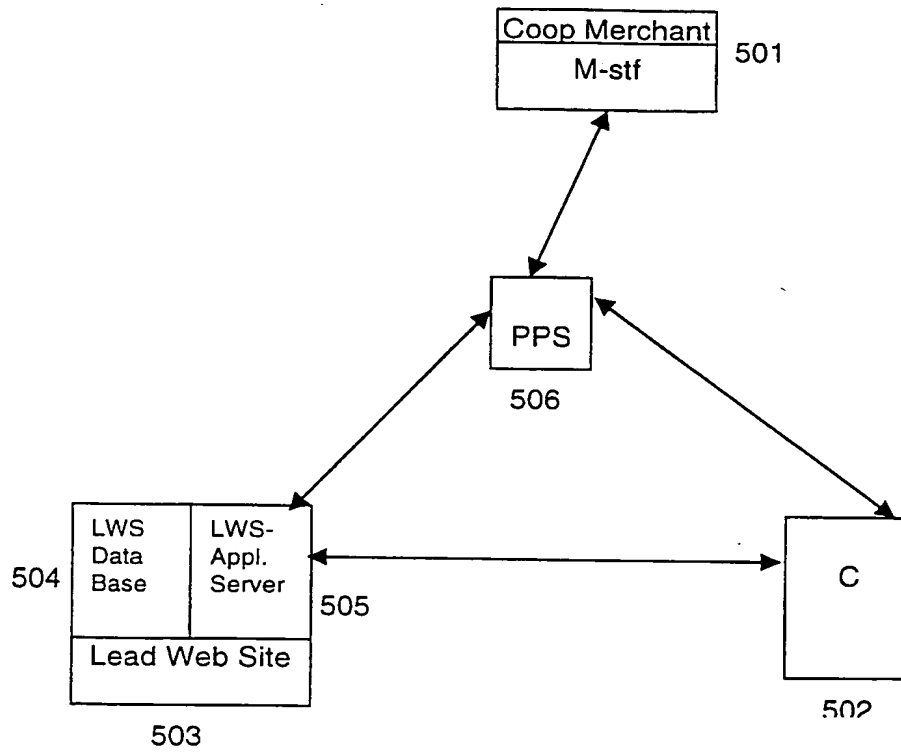 Coop Merchant
501
M-stf
PPS
506
LWS
Data
Base
LWS-
Appl.
Server
504
505
C
Lead Web Site
502
503